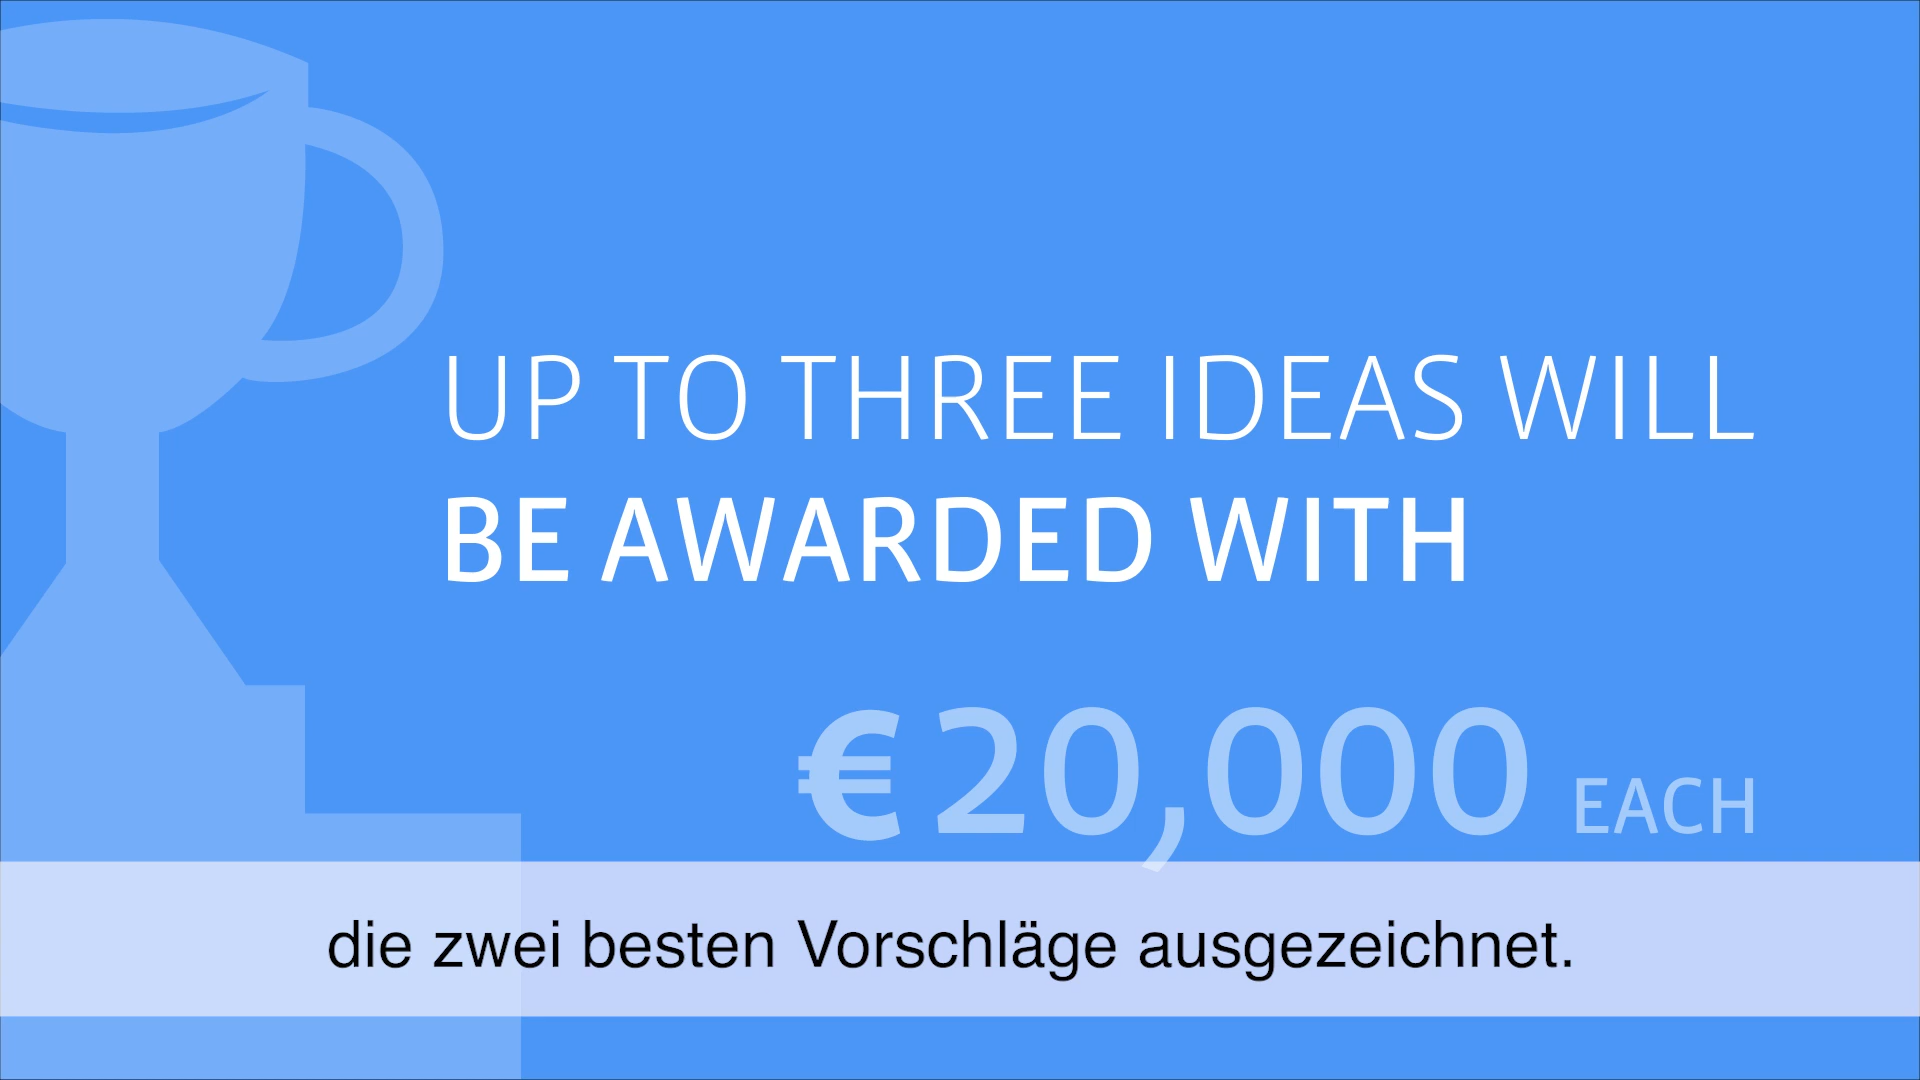 UP TO THREE IDEAS WILL
BE AWARDED WITH
€20,000 EACH
die zwei besten Vorschläge ausgezeichnet.